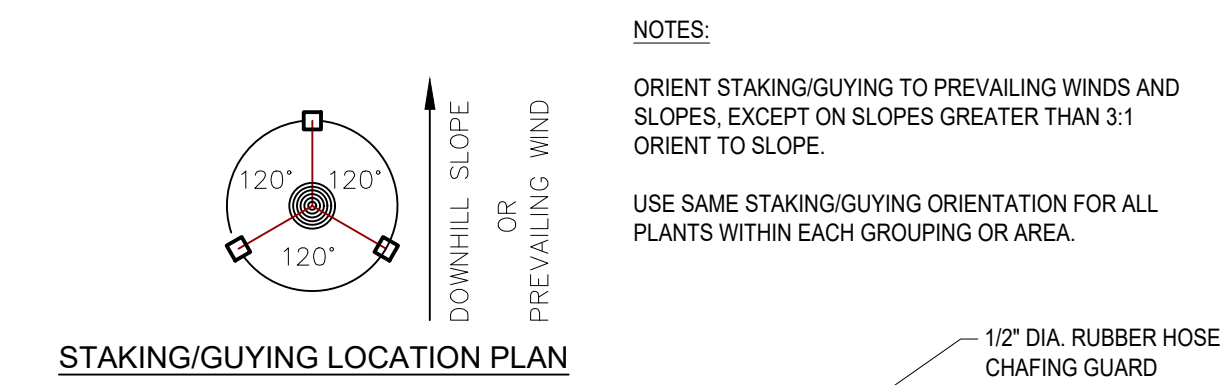 NOTES:
ORIENT STAKING/GUYING TO PREVAILING WINDS AND
SLOPES, EXCEPT ON SLOPES GREATER THAN 3:1
ORIENT TO SLOPE.
USE SAME STAKING/GUYING ORIENTATION FOR ALL
PLANTS WITHIN EACH GROUPING OR AREA.
120°
120°
120°
DOWNHILL SLOPE
OR
PREVAILING WIND
STAKING/GUYING LOCATION PLAN
1/2" DIA. RUBBER HOSE
CHAFING GUARD